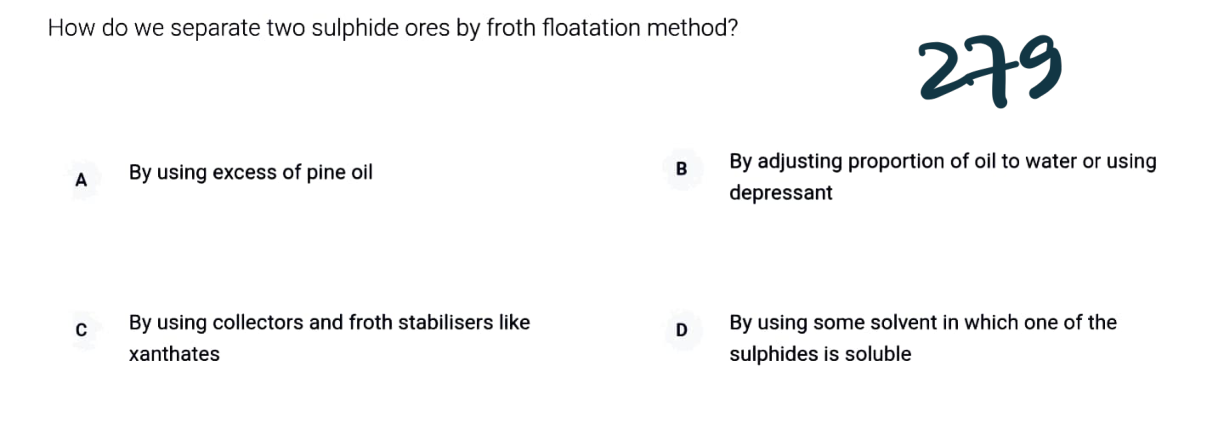 How do we separate two sulphide ores by froth floatation method?
279
A
By using excess of pine oil
B
By adjusting proportion of oil to water or using
depressant
C
By using collectors and froth stabilisers like
xanthates
D
By using some solvent in which one of the
sulphides is soluble